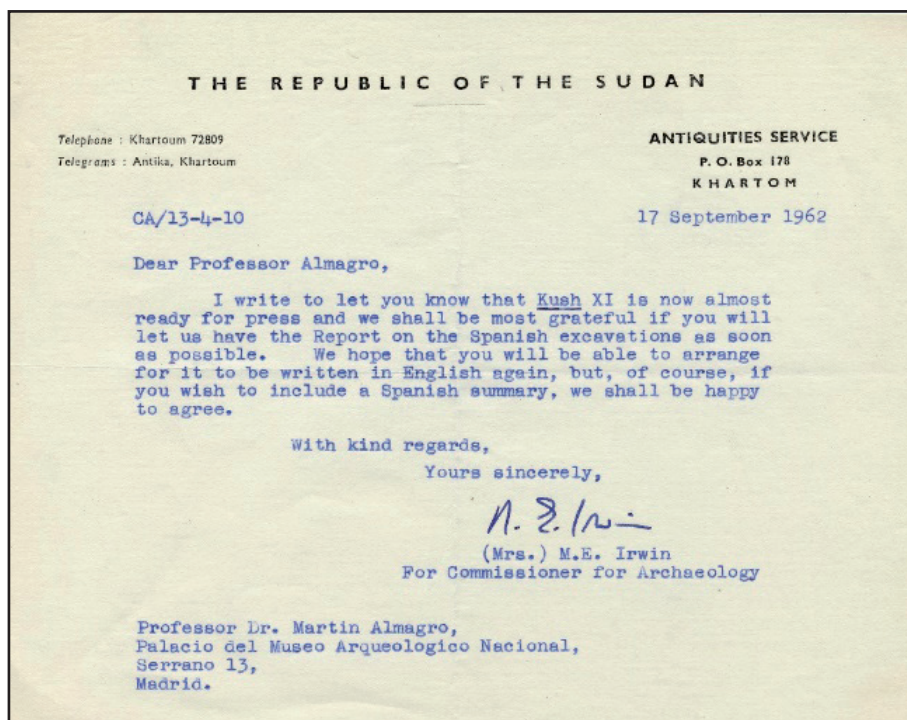 THE REPUBLIC OF THE SUDAN
Telephone : Khartoum 72809
Telegrams : Antika, Khartoum
ANTIQUITIES SERVICE
P. O. Box 178
KHARTOM
CA/13-4-10
17 September 1962
Dear Professor Almagro,
I write to let you know that Kush XI is now almost
ready for press and we shall be most grateful if you will
let us have the Report on the Spanish excavations as soon
as possible. We hope that you will be able to arrange
for it to be written in English again, but, of course, if
you wish to include a Spanish summary, we shall be happy
to agree.
With kind regards,
Yours sincerely,
M. E. Irwin
(Mrs.) M.E. Irwin
For Commissioner for Archaeology
Professor Dr. Martin Almagro,
Palacio del Museo Arqueologico Nacional,
Serrano 13,
Madrid.